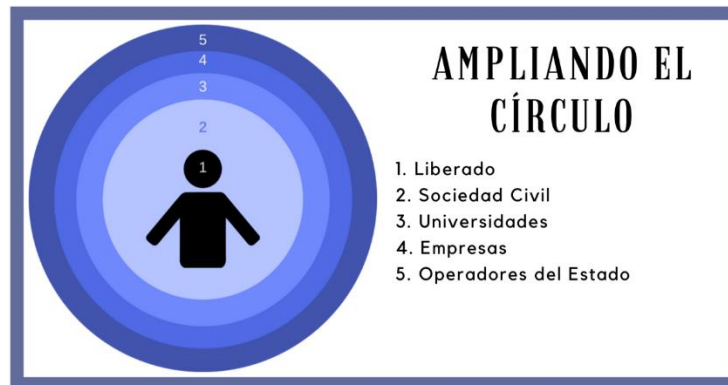 5
4
3
2
1
AMPLIANDO EL
CÍRCULO
1. Liberado
2. Sociedad Civil
3. Universidades
4. Empresas
5. Operadores del Estado